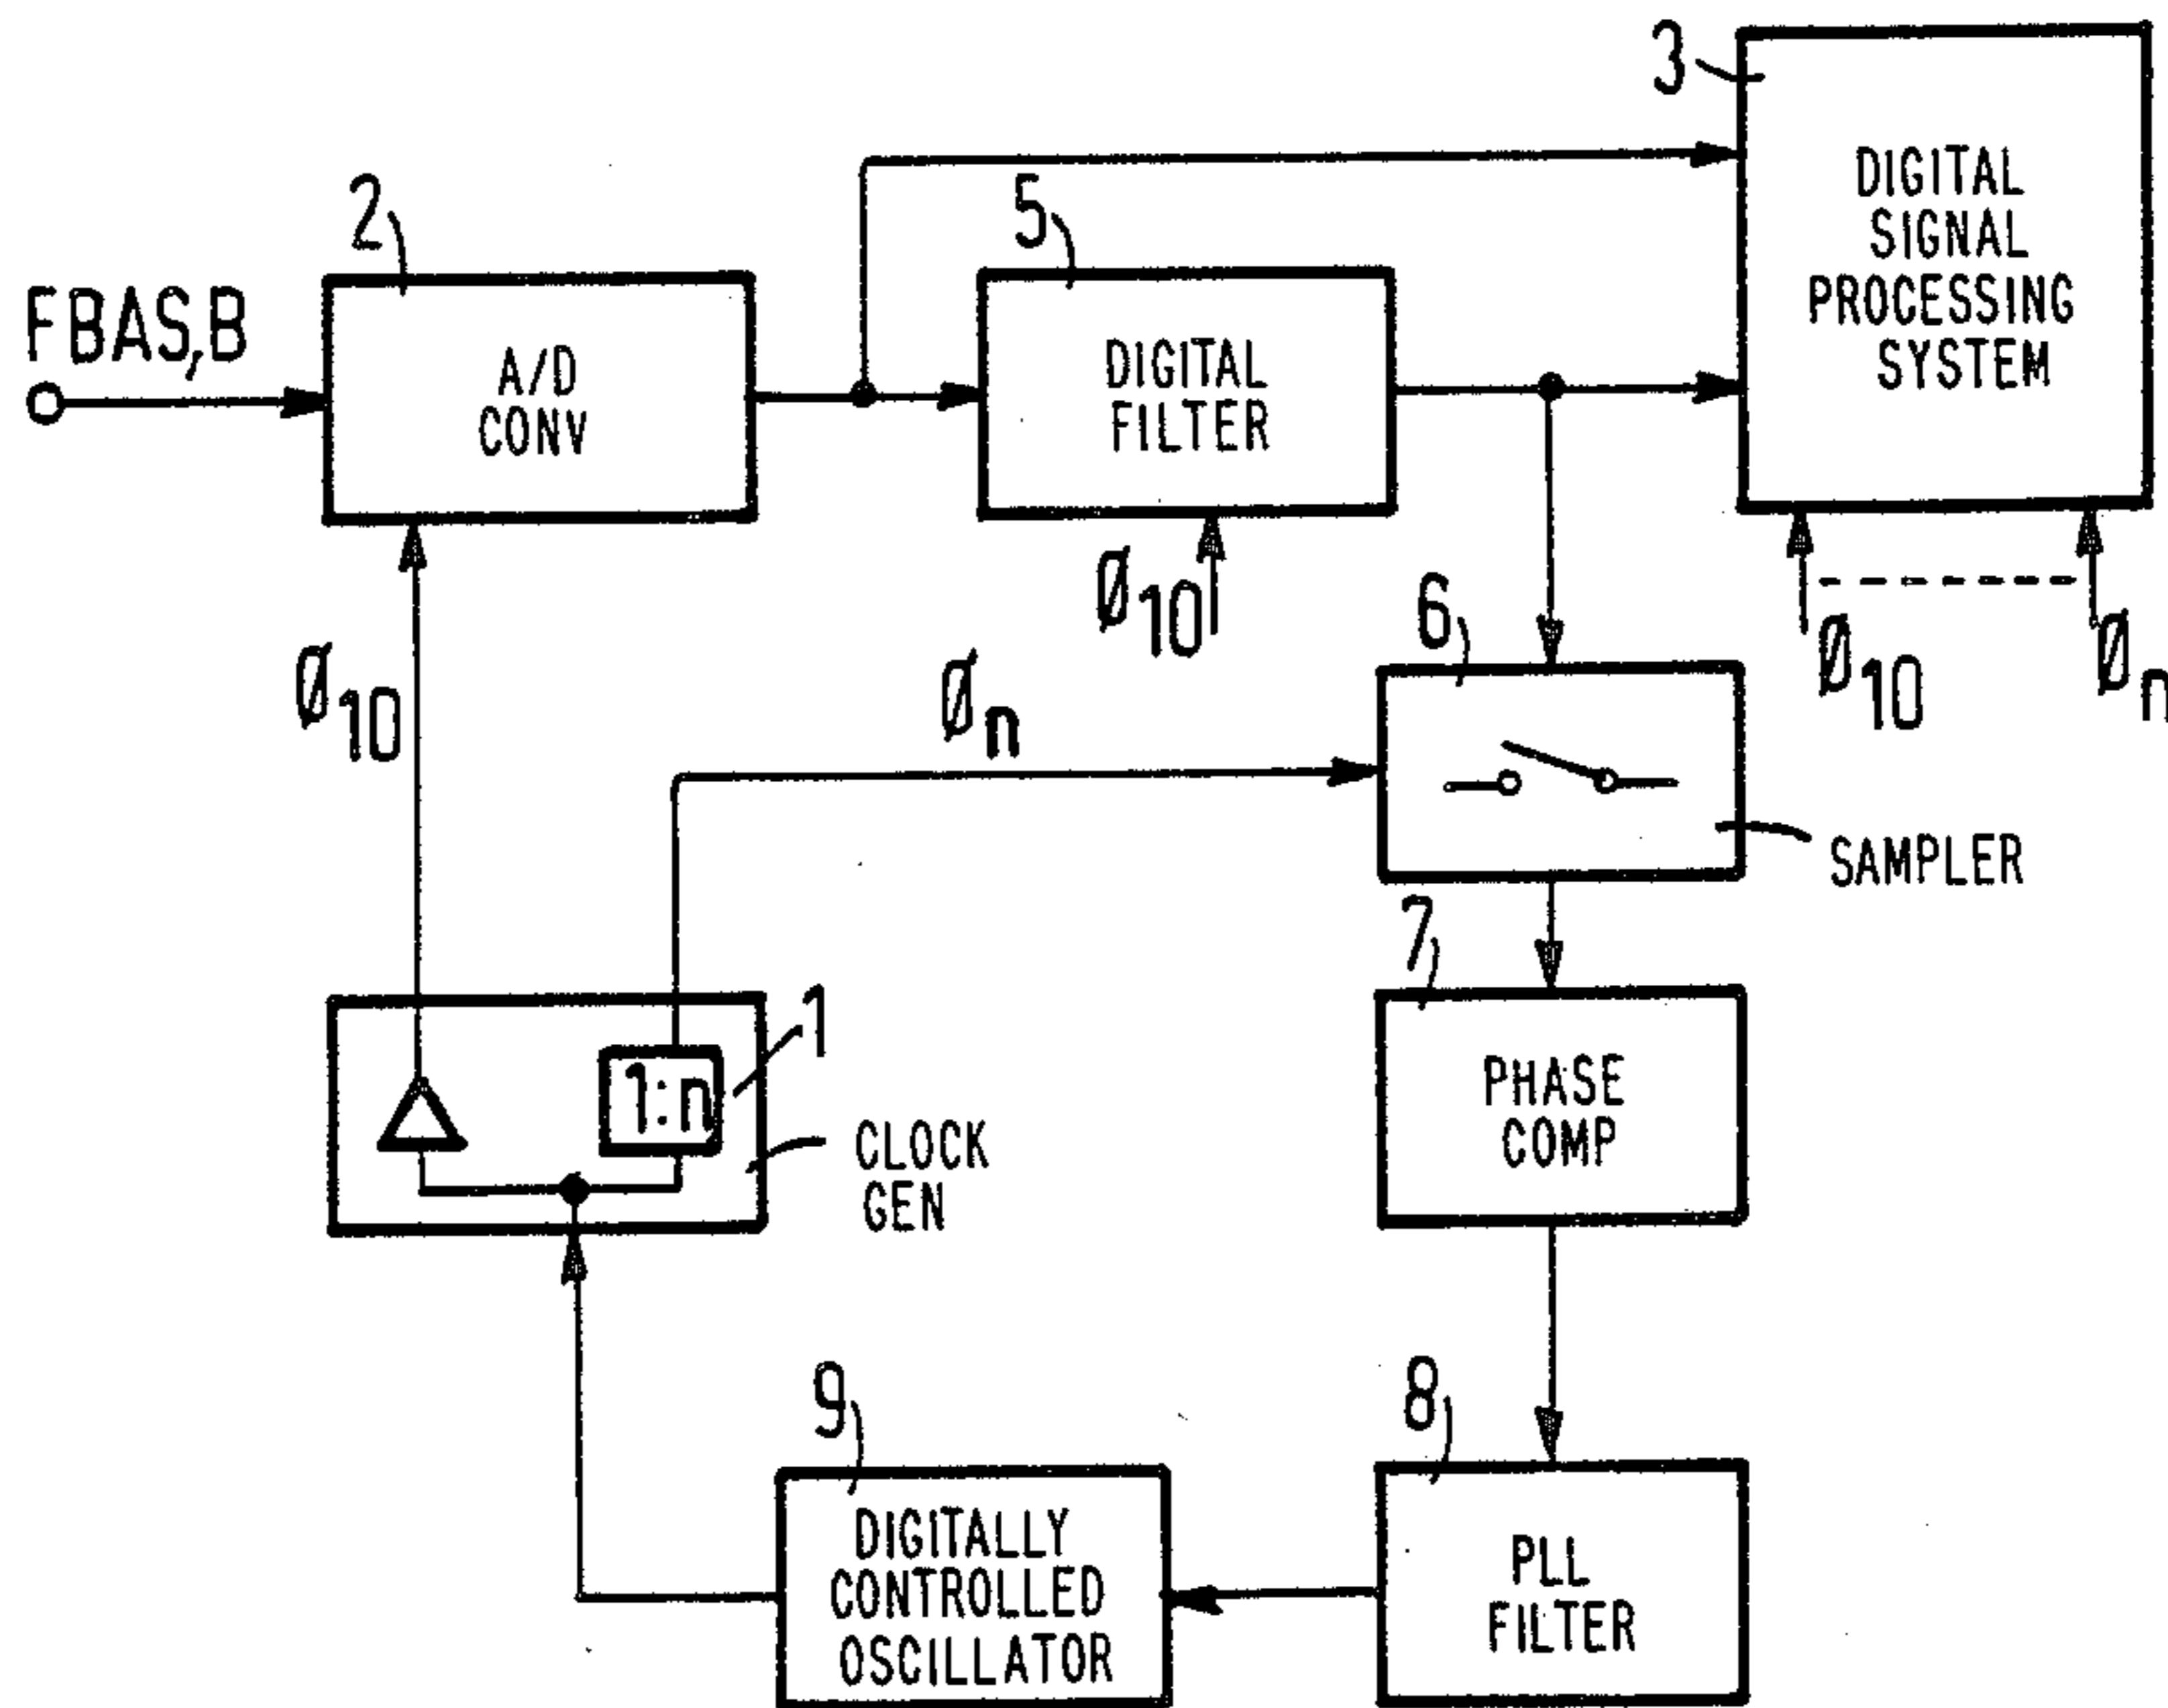 3
DIGITAL
SIGNAL
PROCESSING
SYSTEM
2
5
FBAS,B
A/D
CONV
DIGITAL
FILTER
Ø10
Ø10
Øn
6
Ø10
Øn
SAMPLER
7
1
1:n
PHASE
COMP
CLOCK
GEN
9
8
DIGITALLY
CONTROLLED
OSCILLATOR
PLL
FILTER